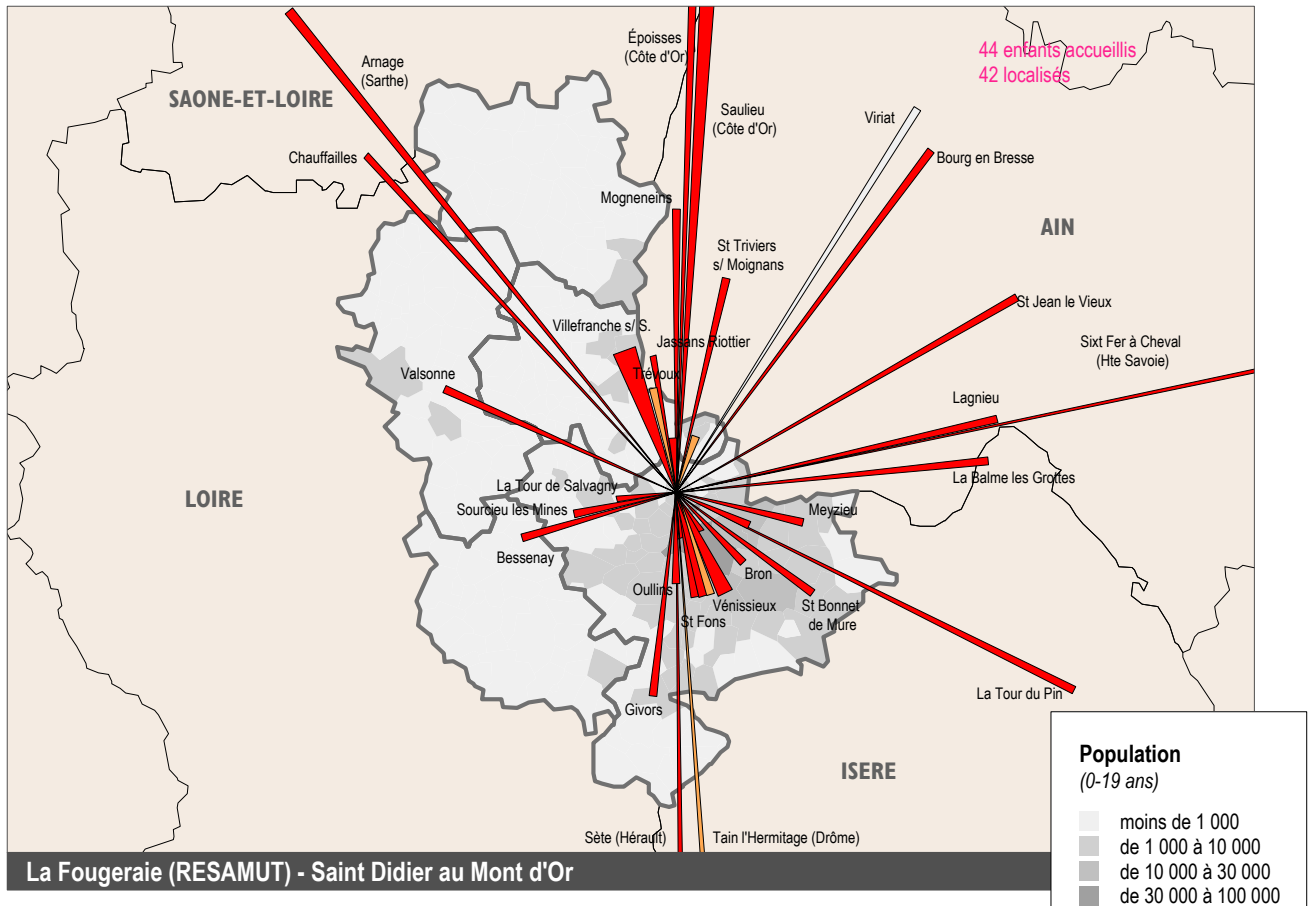 Époisses
(Côte d'Or)
44 enfants accueillis
42 localisés
Arnage
(Sarthe)
SAONE-ET-LOIRE
Saulieu
(Côte d'Or)
Viriat
Chauffailles
Bourg en Bresse
Mogneneins
AIN
St Triviers
s/ Moignans
St Jean le Vieux
Villefranche s/ S.
Jassans Riottier
Sixt Fer à Cheval
(Hte Savoie)
Valsonne
Trévoux
Lagnieu
La Balme les Grottes
La Tour de Salvagny
LOIRE
Sourcieu les Mines
Meyzieu
Bessenay
Bron
Oullins
Vénissieux
St Bonnet
de Mure
St Fons
La Tour du Pin
Givors
ISERE
Sète (Hérault)
Tain l'Hermitage (Drôme)
La Fougeraie (RESAMUT) - Saint Didier au Mont d'Or
Population
(0-19 ans)
moins de 1 000
de 1 000 à 10 000
de 10 000 à 30 000
de 30 000 à 100 000